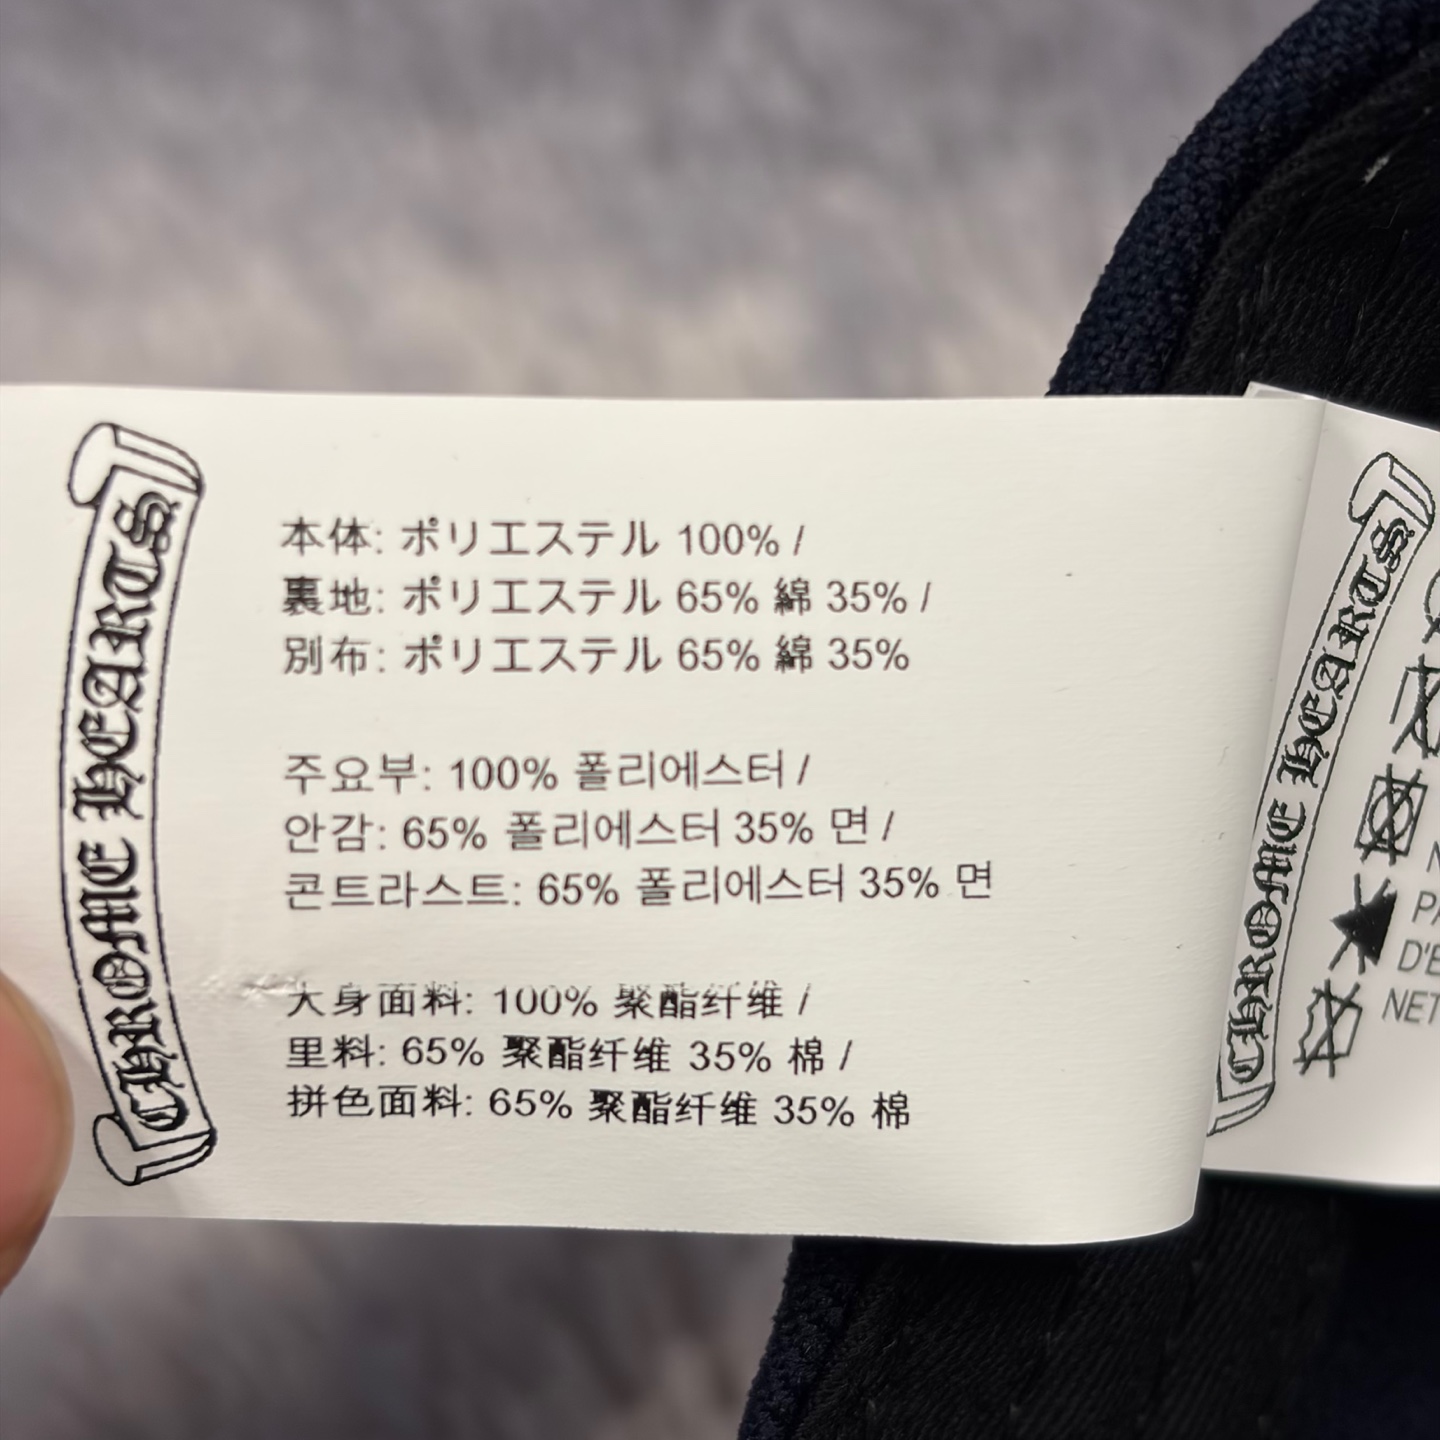 CHROME HEARTS
本体: ポリエステル 100% /
裏地: ポリエステル 65% 綿 35% /
別布: ポリエステル 65% 綿 35%
주요부: 100% 폴리에스터 /
안감: 65% 폴리에스터 35% 면 /
콘트라스트: 65% 폴리에스터 35% 면
大身面料: 100% 聚酯纤维 /
里料: 65% 聚酯纤维 35% 棉 /
拼色面料: 65% 聚酯纤维 35% 棉
CHROME HEARTS
NET